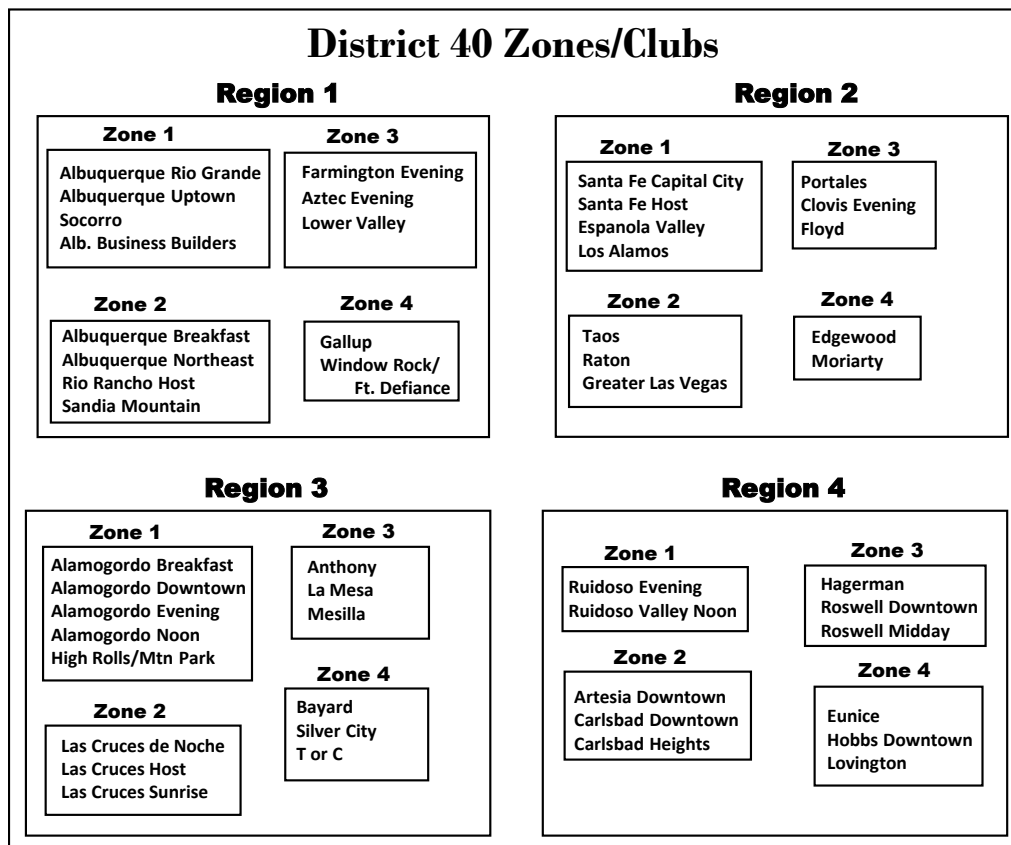 District 40 Zones/Clubs
Region 1
Zone 1
Albuquerque Rio Grande
Albuquerque Uptown
Socorro
Alb. Business Builders
Zone 3
Farmington Evening
Aztec Evening
Lower Valley
Zone 2
Albuquerque Breakfast
Albuquerque Northeast
Rio Rancho Host
Sandia Mountain
Zone 4
Gallup
Window Rock/
Ft. Defiance
Region 2
Zone 1
Santa Fe Capital City
Santa Fe Host
Espanola Valley
Los Alamos
Zone 3
Portales
Clovis Evening
Floyd
Zone 2
Taos
Raton
Greater Las Vegas
Zone 4
Edgewood
Moriarty
Region 3
Zone 1
Alamogordo Breakfast
Alamogordo Downtown
Alamogordo Evening
Alamogordo Noon
High Rolls/Mtn Park
Zone 3
Anthony
La Mesa
Mesilla
Zone 2
Las Cruces de Noche
Las Cruces Host
Las Cruces Sunrise
Zone 4
Bayard
Silver City
T or C
Region 4
Zone 1
Ruidoso Evening
Ruidoso Valley Noon
Zone 3
Hagerman
Roswell Downtown
Roswell Midday
Zone 2
Artesia Downtown
Carlsbad Downtown
Carlsbad Heights
Zone 4
Eunice
Hobbs Downtown
Lovington